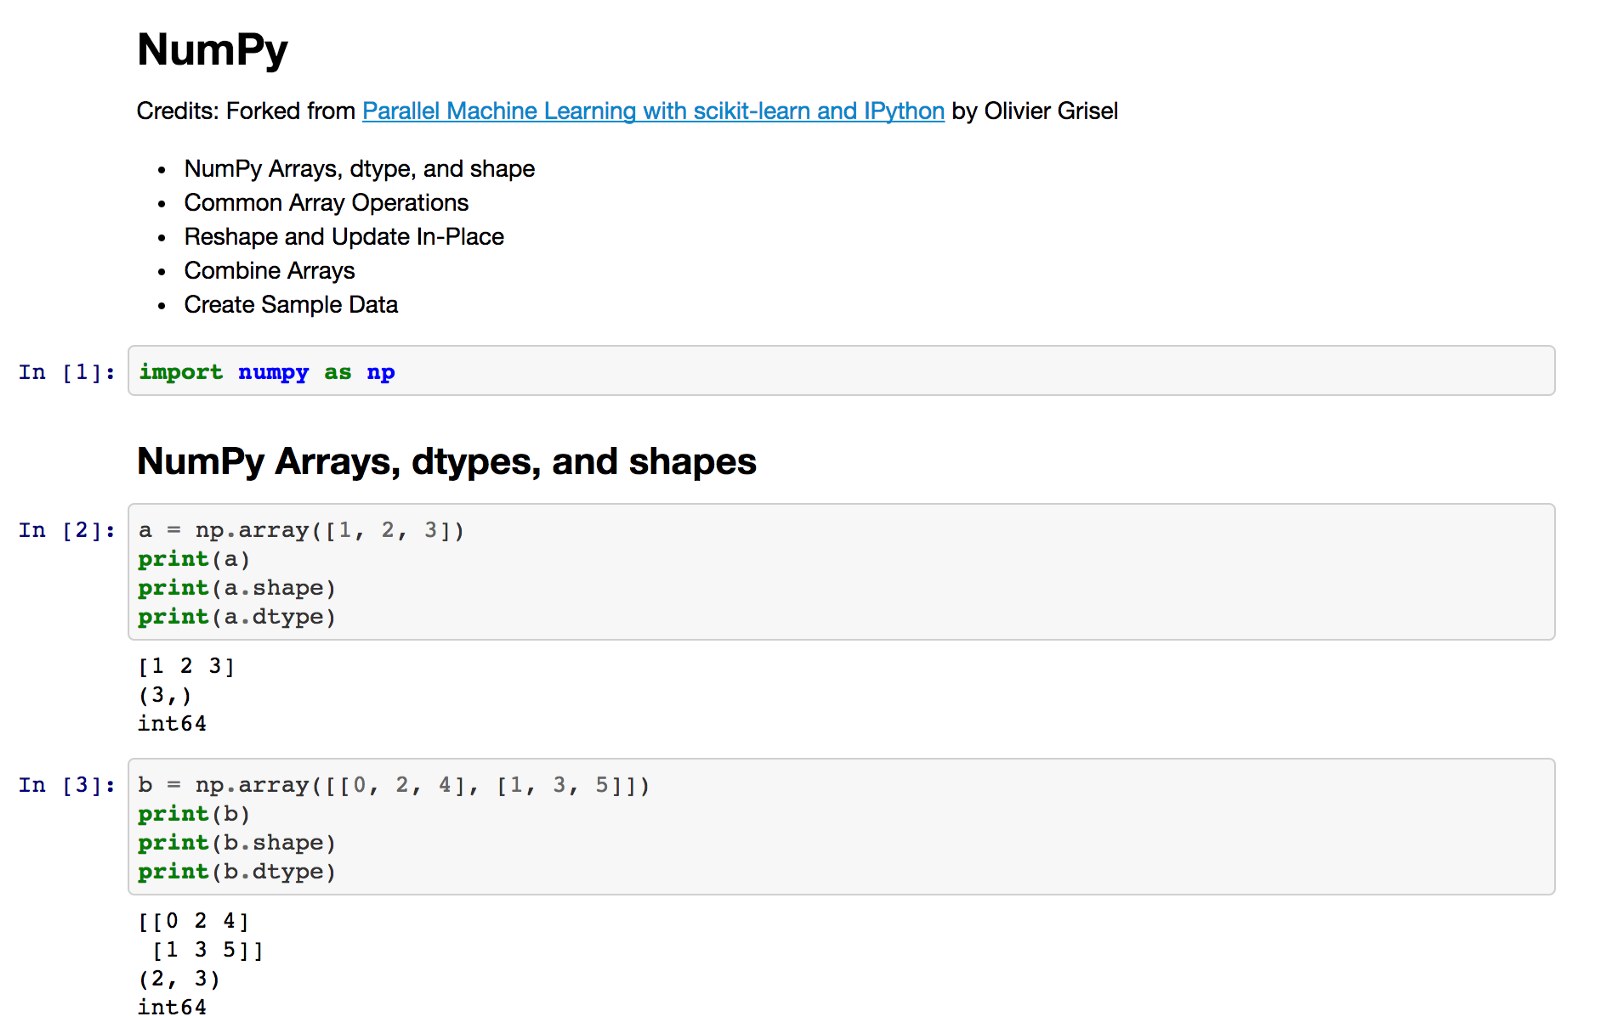 NumPy
Credits: Forked from Parallel Machine Learning with scikit-learn and IPython by Olivier Grisel
• NumPy Arrays, dtype, and shape
• Common Array Operations
• Reshape and Update In-Place
• Combine Arrays
• Create Sample Data
In [1]: import numpy as np
NumPy Arrays, dtypes, and shapes
In [2]: a = np.array([1, 2, 3])
print(a)
print(a.shape)
print(a.dtype)
[1 2 3]
(3,)
int64
In [3]: b = np.array([[0, 2, 4], [1, 3, 5]])
print(b)
print(b.shape)
print(b.dtype)
[[0 2 4]
 [1 3 5]]
(2, 3)
int64